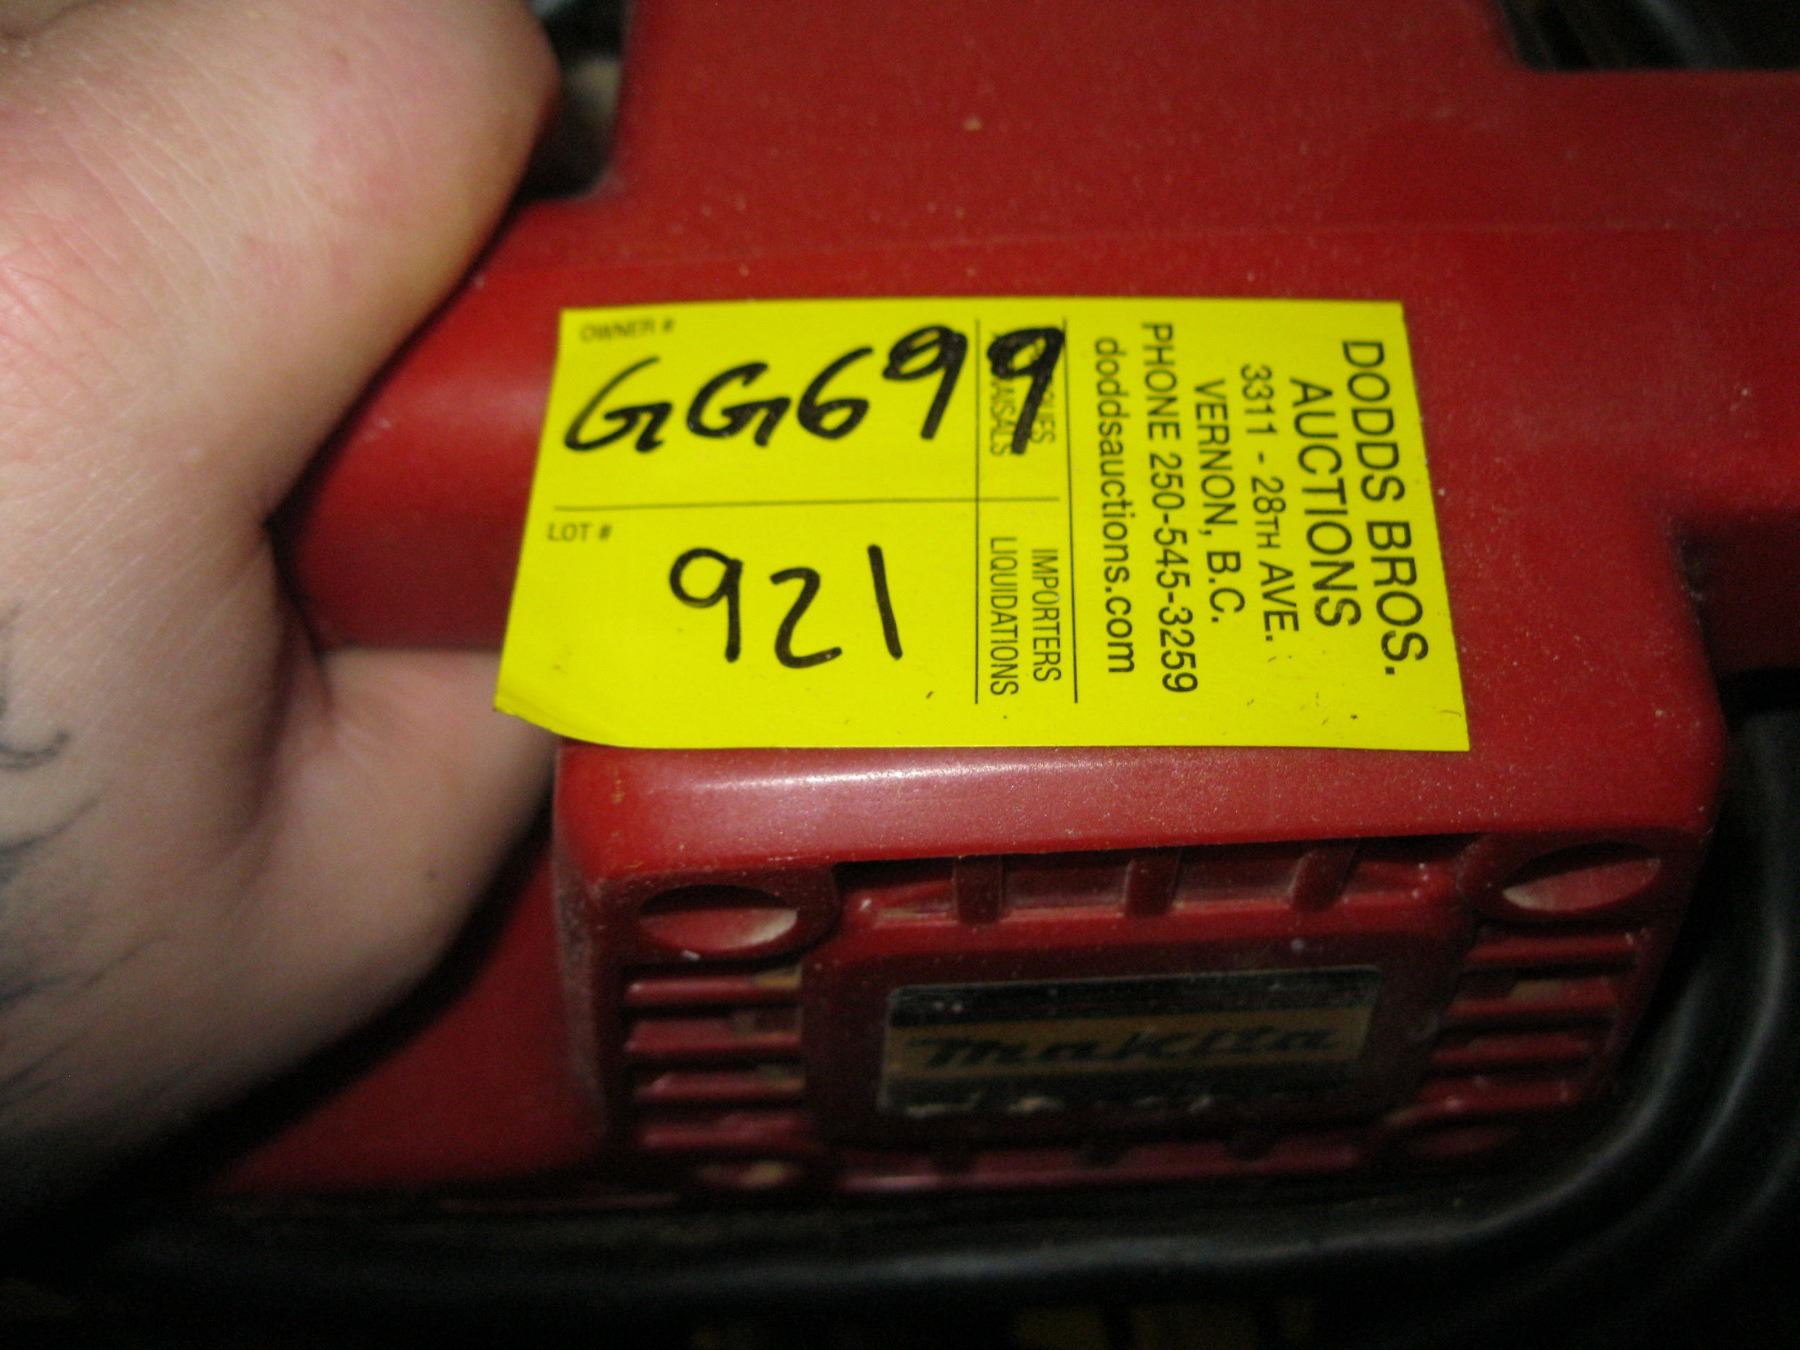 OWNER #
GG699
LOT #
921
IMPORTERS
LIQUIDATIONS
DODDS BROS.
AUCTIONS
3311 - 28TH AVE.
VERNON, B.C.
PHONE 250-545-3259
doddsauctions.com
makita